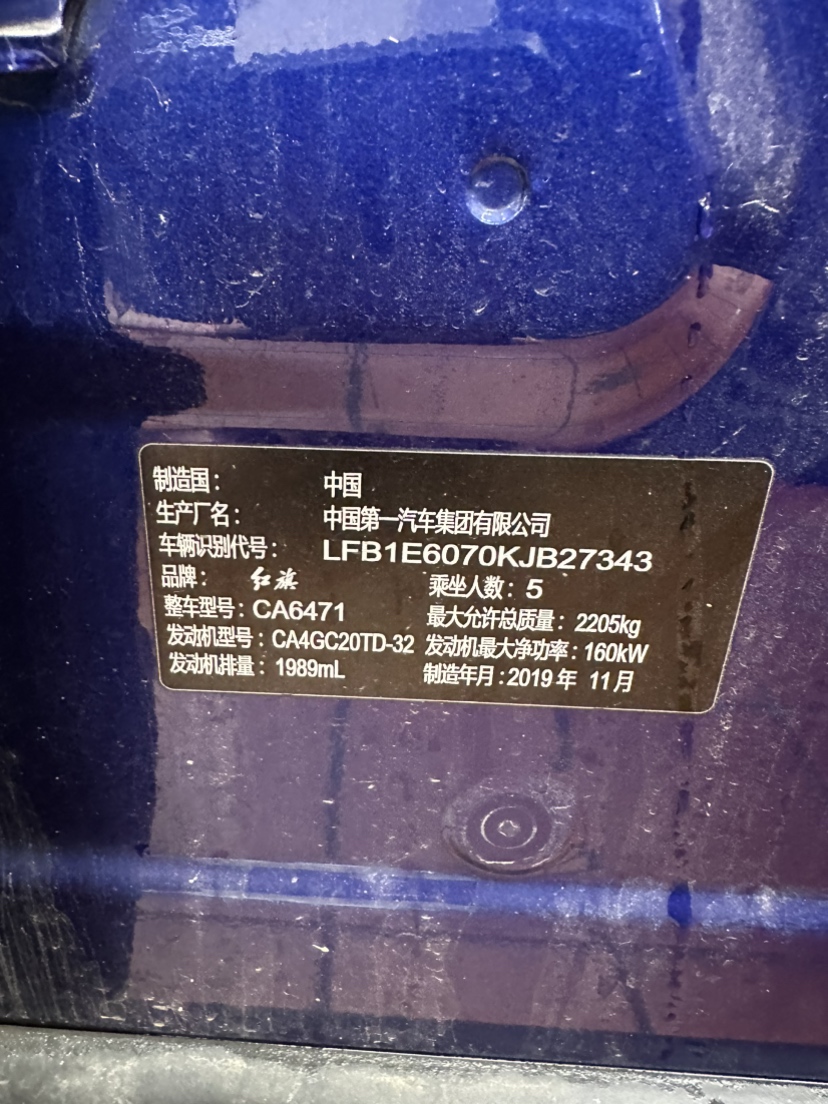 制造国： 中国
生产厂名： 中国第一汽车集团有限公司
车辆识别代号： LFB1E6070KJB27343
品牌： 红旗 乘坐人数：5
整车型号：CA6471 最大允许总质量：2205kg
发动机型号：CA4GC20TD-32 发动机最大净功率：160kW
发动机排量：1989mL 制造年月：2019年 11月